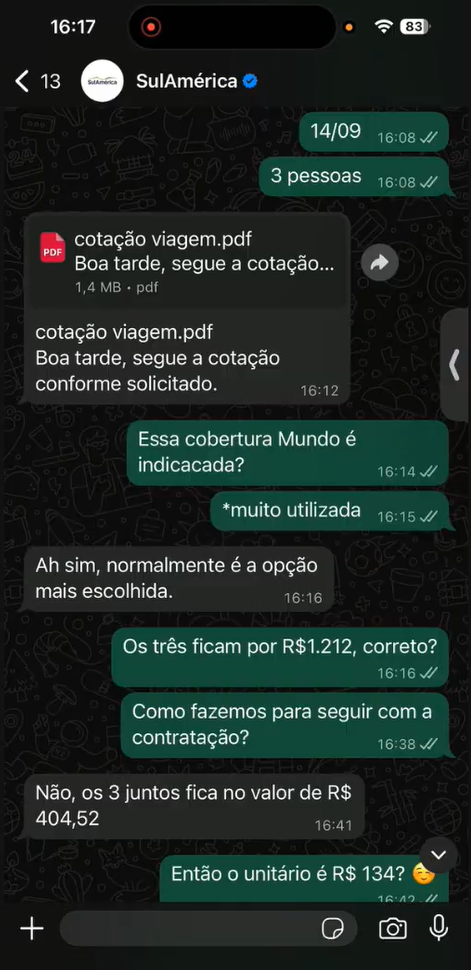 16:17
83
13
SulAmérica
SulAmérica
14/09 16:08
3 pessoas 16:08
PDF
cotação viagem.pdf
Boa tarde, segue a cotação...
1,4 MB • pdf
cotação viagem.pdf
Boa tarde, segue a cotação
conforme solicitado.
16:12
Essa cobertura Mundo é
indicacada?
16:14
*muito utilizada 16:15
Ah sim, normalmente é a opção
mais escolhida.
16:16
Os três ficam por R$1.212, correto?
16:16
Como fazemos para seguir com a
contratação?
16:38
Não, os 3 juntos fica no valor de R$
404,52
16:41
Então o unitário é R$ 134? ☺️
16:42